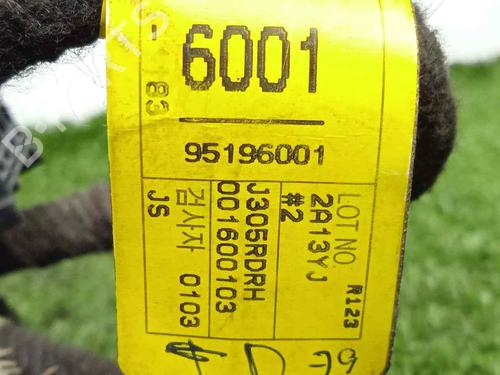 - 83
6001
95196001
LOT NO.
2A13YJ
#2
R123
J305RDRH
001600103
검사자 0103
JS